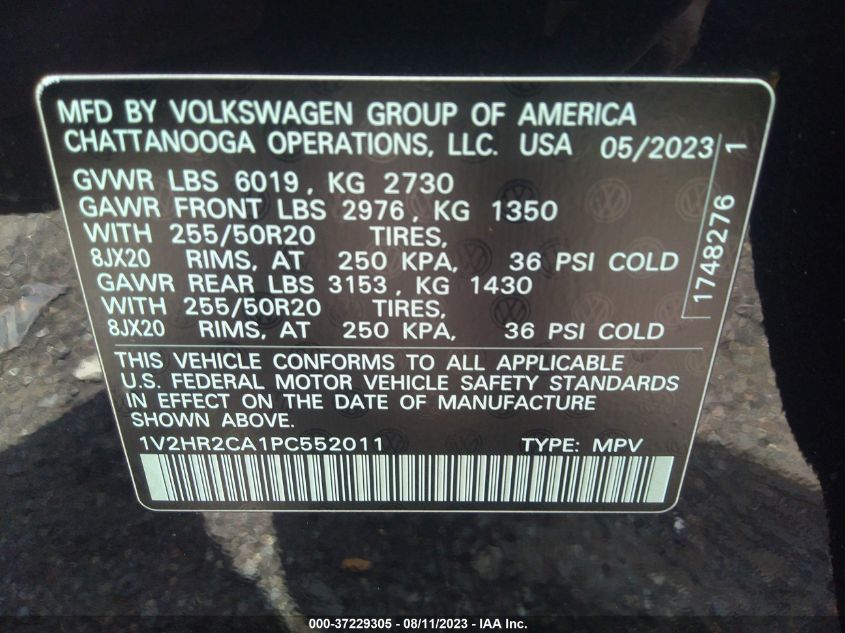 MFD BY VOLKSWAGEN GROUP OF AMERICA
CHATTANOOGA OPERATIONS, LLC. USA 05/2023
GVWR LBS 6019, KG 2730
GAWR FRONT LBS 2976, KG 1350
WITH 255/50R20 TIRES,
8JX20 RIMS, AT 250 KPA, 36 PSI COLD
GAWR REAR LBS 3153, KG 1430
WITH 255/50R20 TIRES,
8JX20 RIMS, AT 250 KPA, 36 PSI COLD
1748276 1
THIS VEHICLE CONFORMS TO ALL APPLICABLE
U.S. FEDERAL MOTOR VEHICLE SAFETY STANDARDS
IN EFFECT ON THE DATE OF MANUFACTURE
SHOWN ABOVE.
1V2HR2CA1PC552011 TYPE: MPV
000-37229305 - 08/11/2023 - IAA Inc.